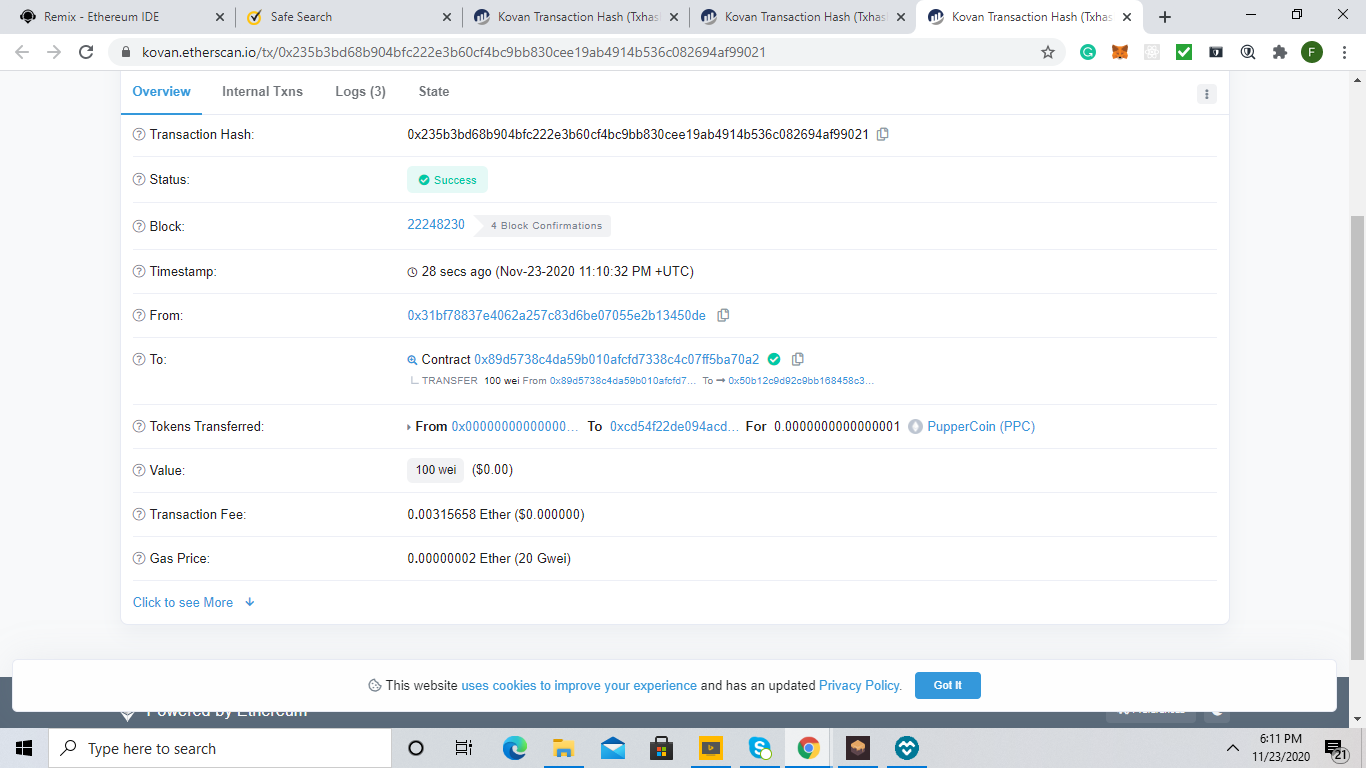 Remix - Ethereum IDE
Safe Search
Kovan Transaction Hash (Txhas
Kovan Transaction Hash (Txhas
Kovan Transaction Hash (Txhas
kovan.etherscan.io/tx/0x235b3bd68b904bfc222e3b60cf4bc9bb830cee19ab4914b536c082694af99021
F
Overview Internal Txns Logs (3) State
Transaction Hash: 0x235b3bd68b904bfc222e3b60cf4bc9bb830cee19ab4914b536c082694af99021
Status: Success
Block: 22248230 4 Block Confirmations
Timestamp: 28 secs ago (Nov-23-2020 11:10:32 PM +UTC)
From: 0x31bf78837e4062a257c83d6be07055e2b13450de
To: Contract 0x89d5738c4da59b010afcfd7338c4c07ff5ba70a2
TRANSFER 100 wei From 0x89d5738c4da59b010afcfd7... To → 0x50b12c9d92c9bb168458c3...
Tokens Transferred: From 0x00000000000000... To 0xcd54f22de094acd... For 0.0000000000000001 PupperCoin (PPC)
Value: 100 wei ($0.00)
Transaction Fee: 0.00315658 Ether ($0.000000)
Gas Price: 0.00000002 Ether (20 Gwei)
Click to see More
This website uses cookies to improve your experience and has an updated Privacy Policy. Got It
Powered by Ethereum
Preferences
Type here to search
6:11 PM
11/23/2020
21